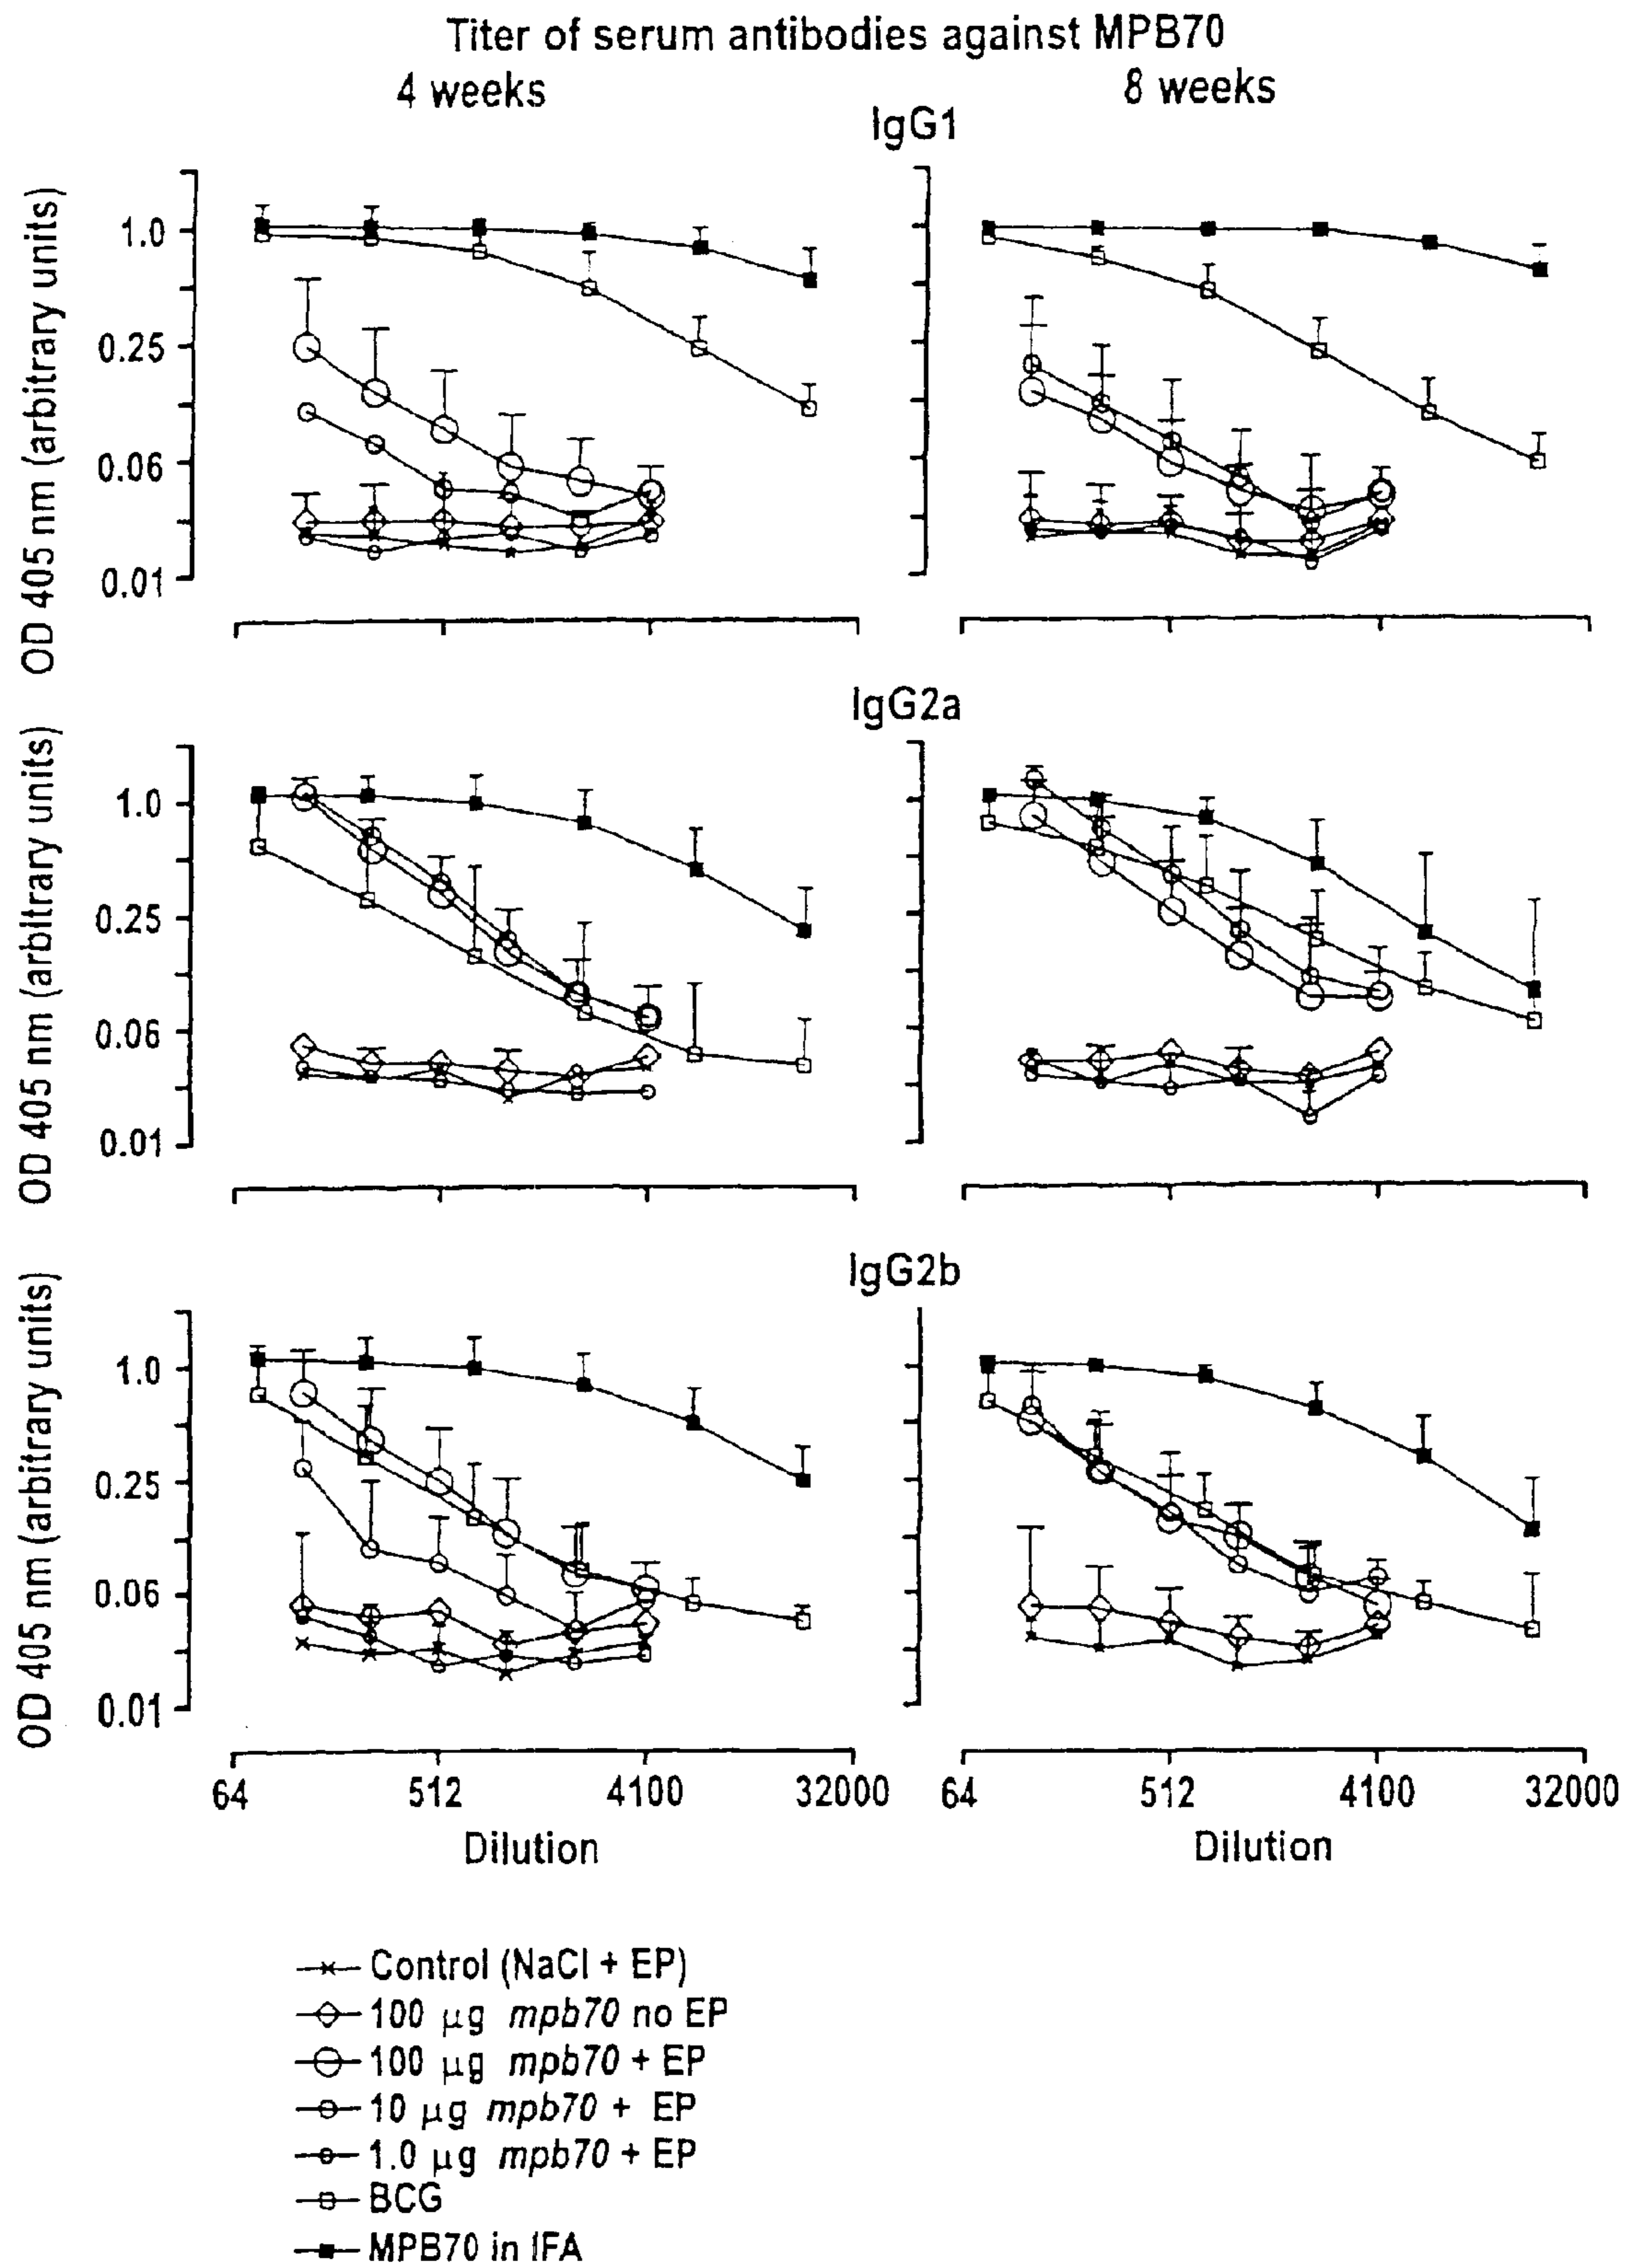 Titer of serum antibodies against MPB70
4 weeks
8 weeks
IgG1
OD 405 nm (arbitrary units)
1.0
0.25
0.06
0.01
IgG2a
OD 405 nm (arbitrary units)
1.0
0.25
0.06
0.01
IgG2b
OD 405 nm (arbitrary units)
1.0
0.25
0.06
0.01
64 512 4100 32000
64 512 4100 32000
Dilution
Dilution
Control (NaCl + EP)
100 μg mpb70 no EP
100 μg mpb70 + EP
10 μg mpb70 + EP
1.0 μg mpb70 + EP
BCG
MPB70 in IFA